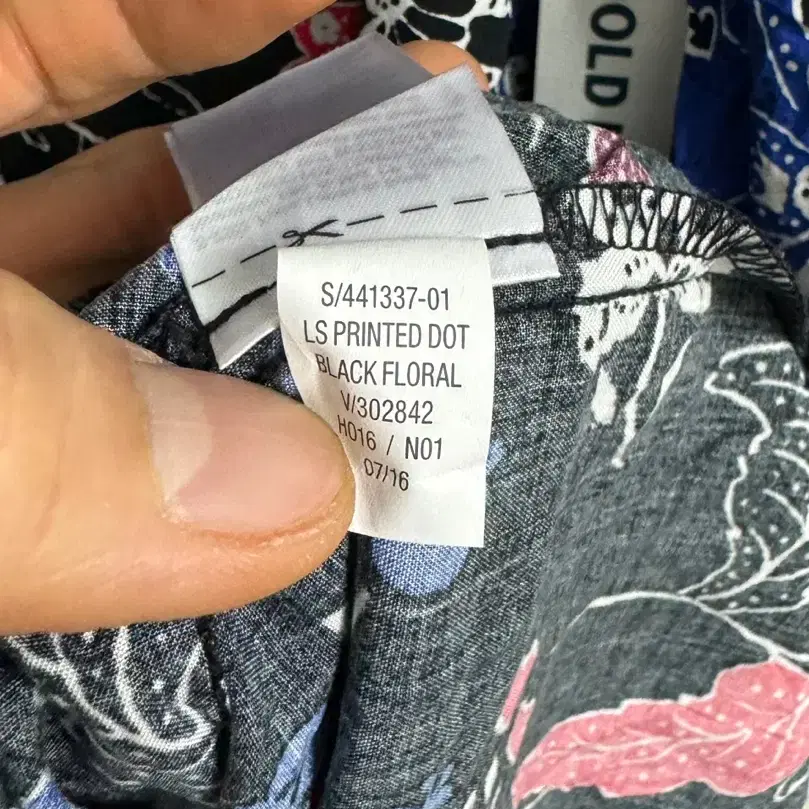 OLD
S/441337-01
LS PRINTED DOT
BLACK FLORAL
V/302842
H016 / N01
07/16